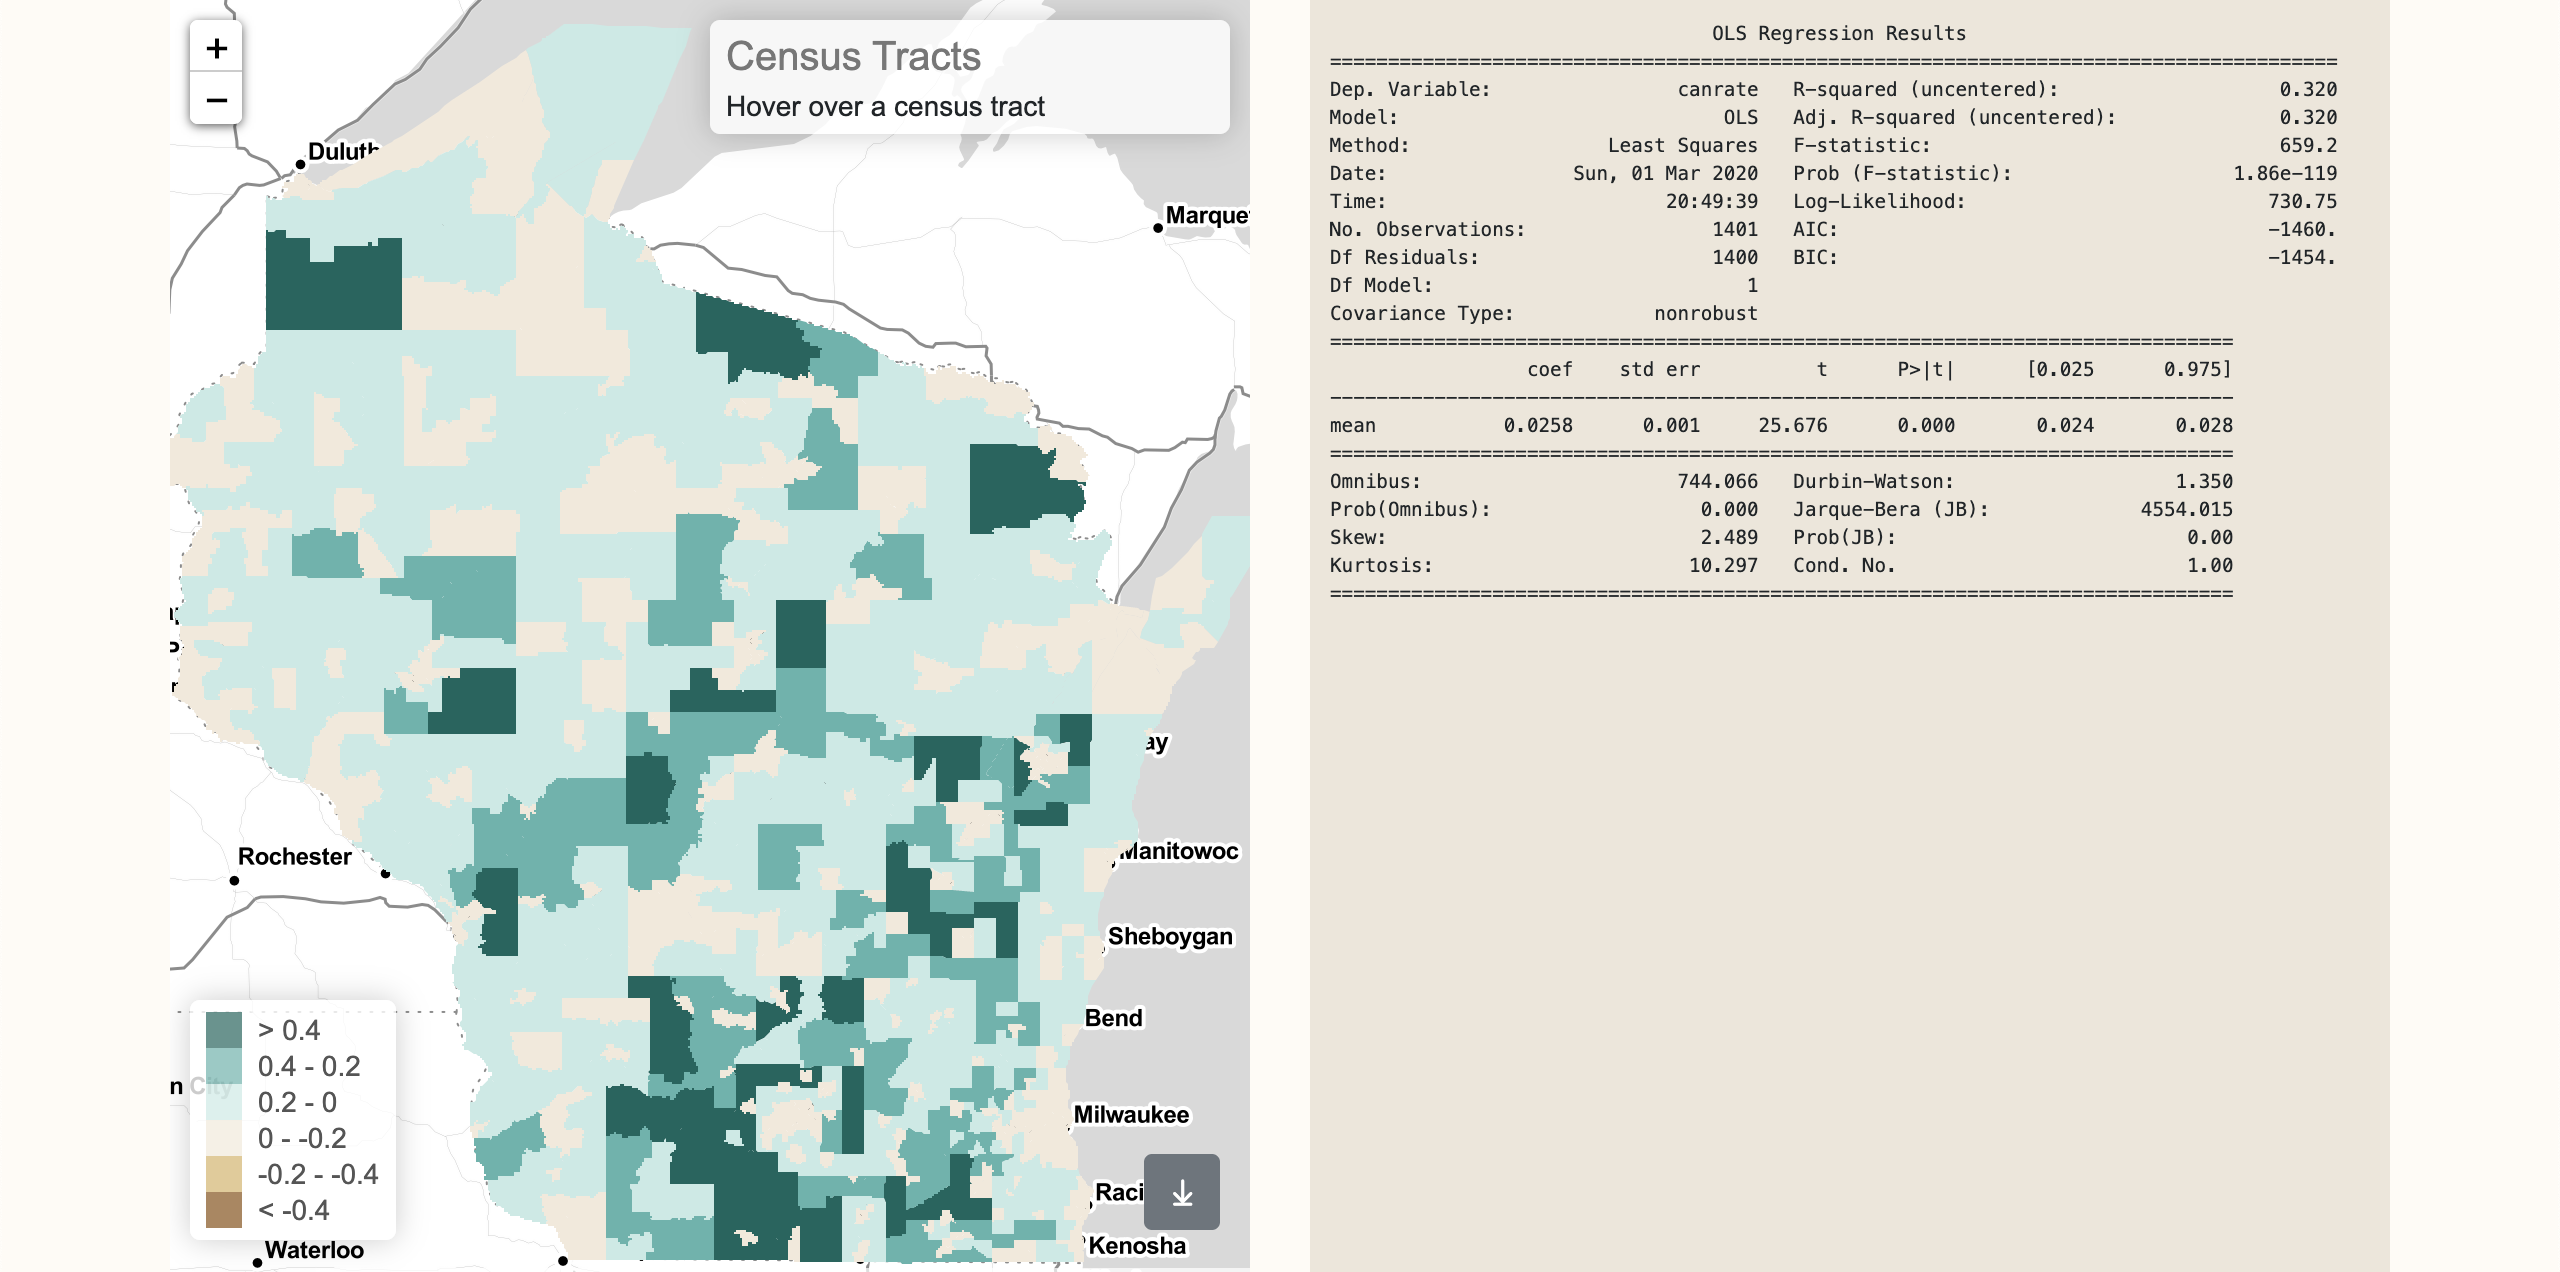 +
−
Census Tracts
Hover over a census tract
Duluth
Marque
Rochester
ay
Manitowoc
Sheboygan
Bend
Milwaukee
Raci
Kenosha
n City
Waterloo
> 0.4
0.4 - 0.2
0.2 - 0
0 - -0.2
-0.2 - -0.4
< -0.4
OLS Regression Results
Dep. Variable: canrate R-squared (uncentered): 0.320
Model: OLS Adj. R-squared (uncentered): 0.320
Method: Least Squares F-statistic: 659.2
Date: Sun, 01 Mar 2020 Prob (F-statistic): 1.86e-119
Time: 20:49:39 Log-Likelihood: 730.75
No. Observations: 1401 AIC: -1460.
Df Residuals: 1400 BIC: -1454.
Df Model: 1
Covariance Type: nonrobust
coef std err t P>|t| [0.025 0.975]
mean 0.0258 0.001 25.676 0.000 0.024 0.028
Omnibus: 744.066 Durbin-Watson: 1.350
Prob(Omnibus): 0.000 Jarque-Bera (JB): 4554.015
Skew: 2.489 Prob(JB): 0.00
Kurtosis: 10.297 Cond. No. 1.00